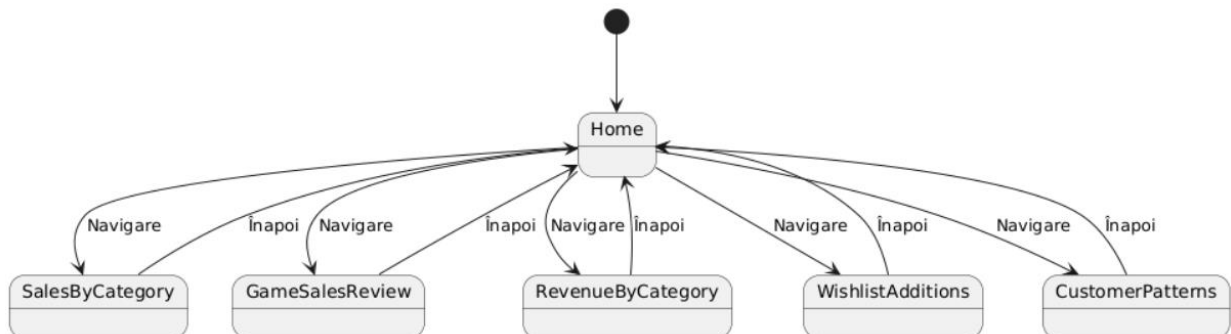 Home
Navigare
Înapoi
Navigare
Înapoi
Navigare
Înapoi
Navigare
Înapoi
Navigare
Înapoi
SalesByCategory
GameSalesReview
RevenueByCategory
WishlistAdditions
CustomerPatterns